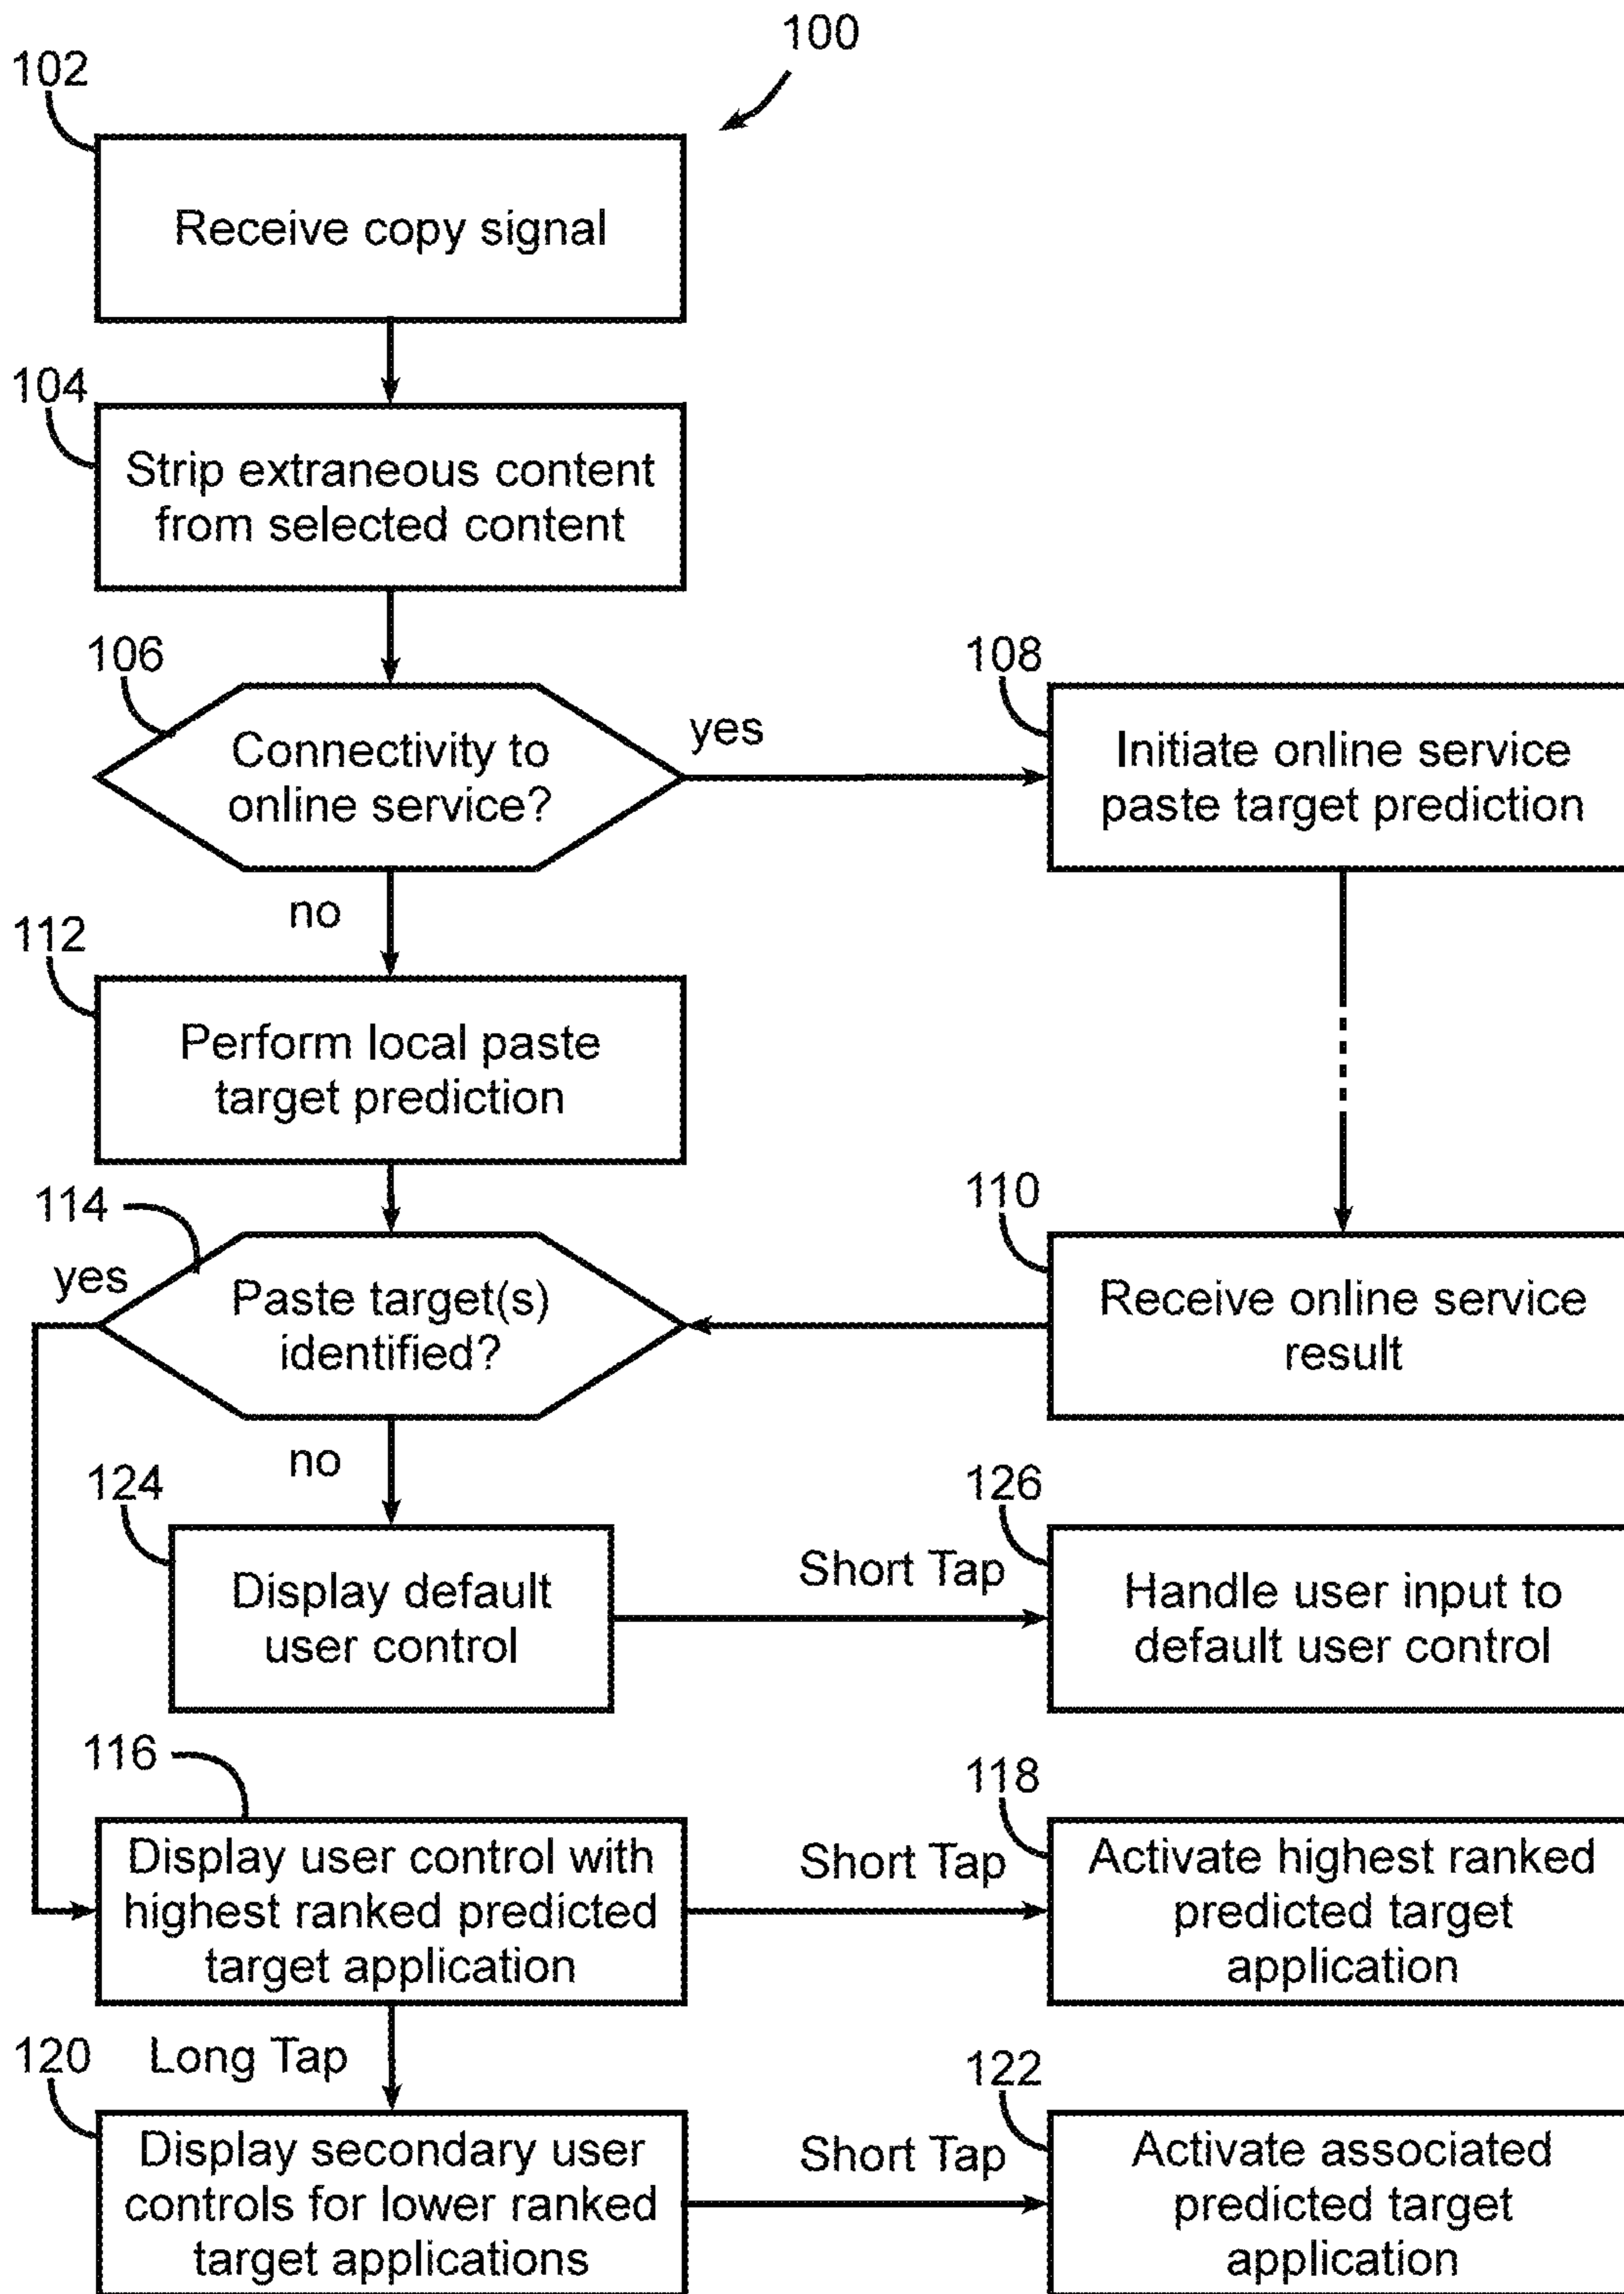 100
102
Receive copy signal
104
Strip extraneous content
from selected content
106
Connectivity to
online service?
yes
108
Initiate online service
paste target prediction
no
112
Perform local paste
target prediction
114
yes
Paste target(s)
identified?
110
Receive online service
result
no
124
Display default
user control
Short Tap
126
Handle user input to
default user control
116
Display user control with
highest ranked predicted
target application
Short Tap
118
Activate highest ranked
predicted target
application
120
Long Tap
Display secondary user
controls for lower ranked
target applications
Short Tap
122
Activate associated
predicted target
application